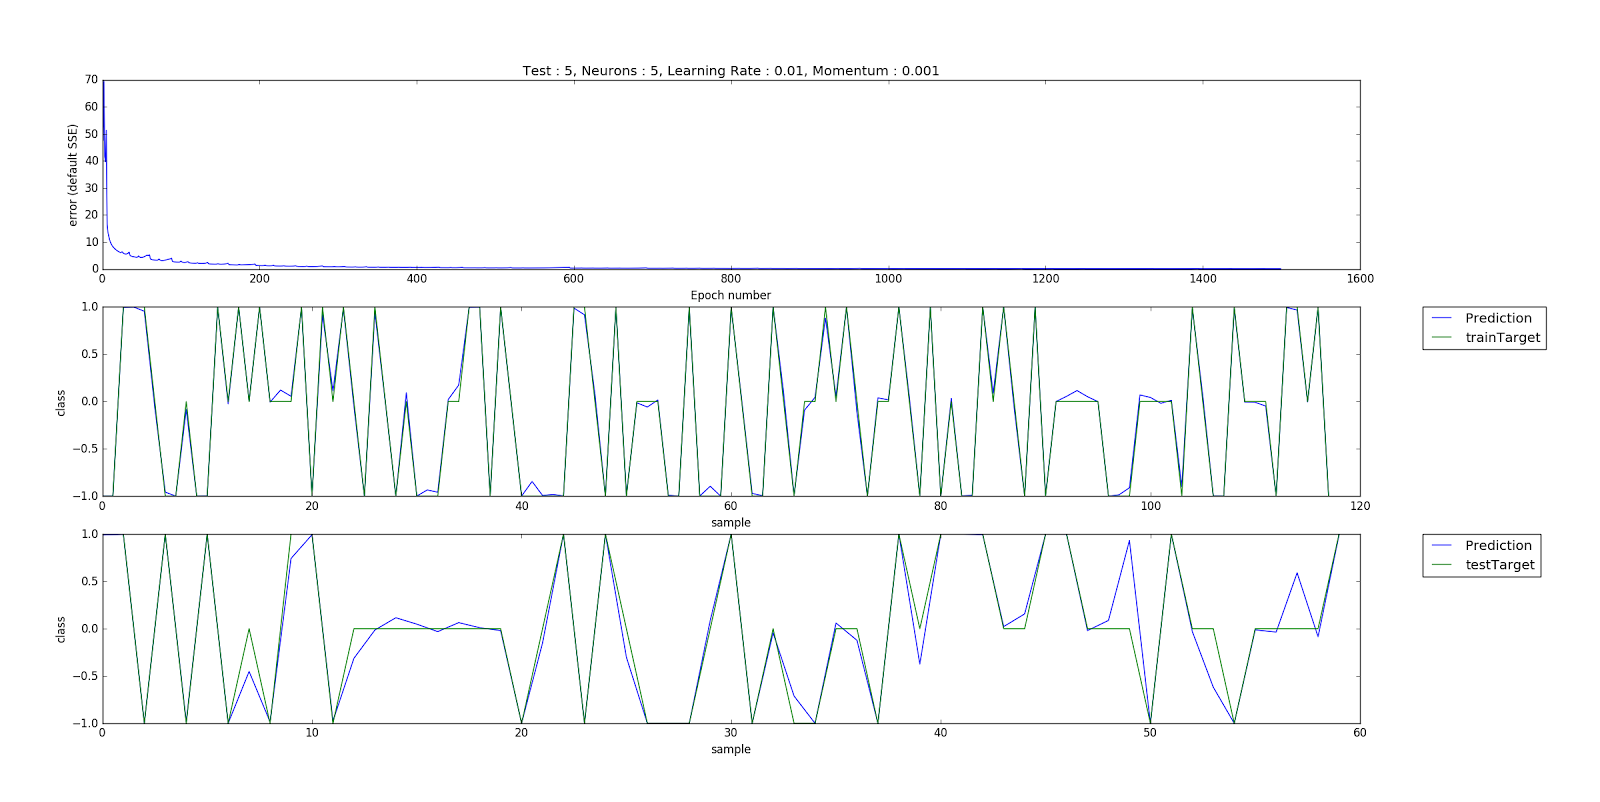 Test : 5, Neurons : 5, Learning Rate : 0.01, Momentum : 0.001
70
60
50
40
30
20
10
0
error (default SSE)
0 200 400 600 800 1000 1200 1400 1600
Epoch number
1.0
0.5
0.0
−0.5
−1.0
class
0 20 40 60 80 100 120
sample
Prediction
trainTarget
1.0
0.5
0.0
−0.5
−1.0
class
0 10 20 30 40 50 60
sample
Prediction
testTarget